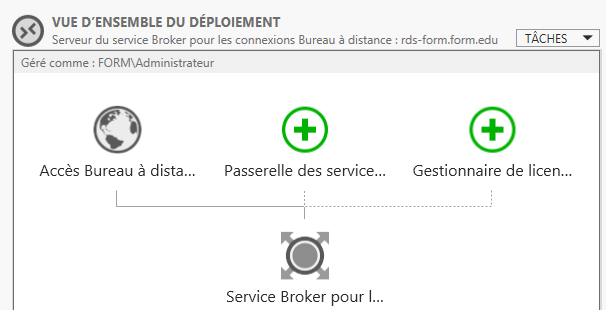 VUE D'ENSEMBLE DU DÉPLOIEMENT
Serveur du service Broker pour les connexions Bureau à distance : rds-form.form.edu
TÂCHES
Géré comme : FORM\Administrateur
Accès Bureau à dista...
Passerelle des service...
Gestionnaire de licen...
Service Broker pour l...